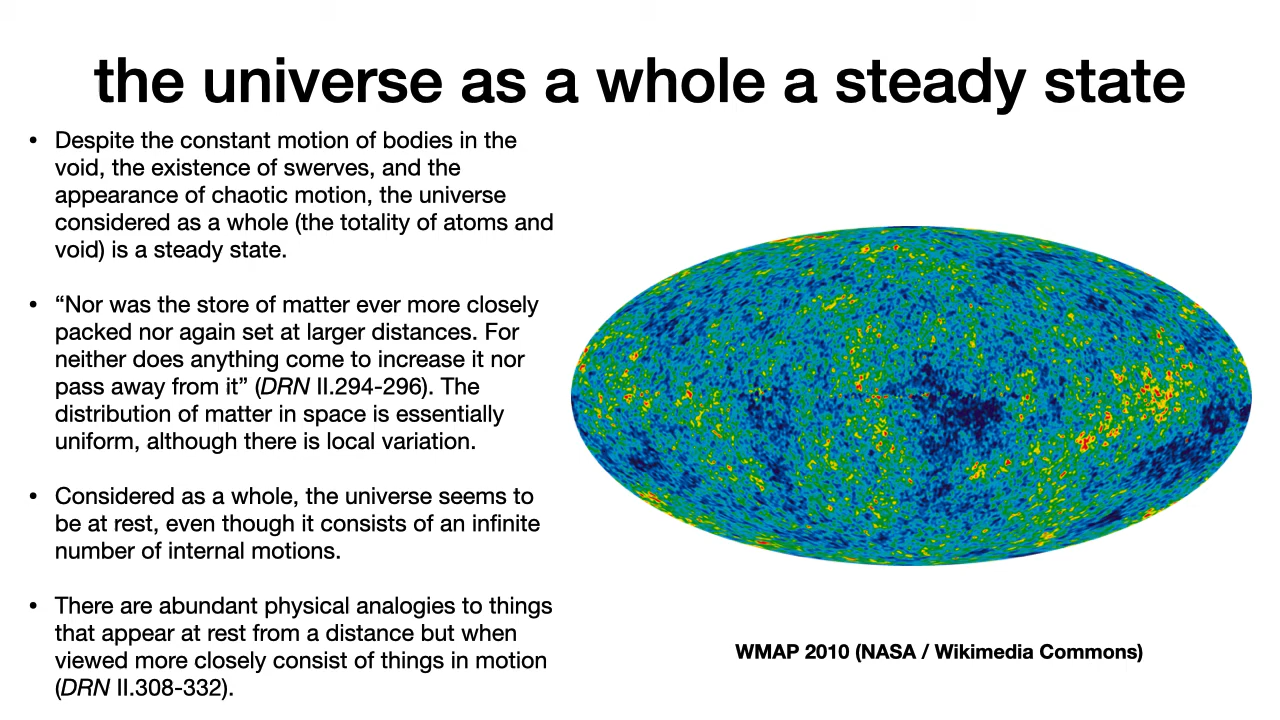 the universe as a whole a steady state
• Despite the constant motion of bodies in the
void, the existence of swerves, and the
appearance of chaotic motion, the universe
considered as a whole (the totality of atoms and
void) is a steady state.
• “Nor was the store of matter ever more closely
packed nor again set at larger distances. For
neither does anything come to increase it nor
pass away from it” (DRN II.294-296). The
distribution of matter in space is essentially
uniform, although there is local variation.
• Considered as a whole, the universe seems to
be at rest, even though it consists of an infinite
number of internal motions.
• There are abundant physical analogies to things
that appear at rest from a distance but when
viewed more closely consist of things in motion
(DRN II.308-332).
WMAP 2010 (NASA / Wikimedia Commons)